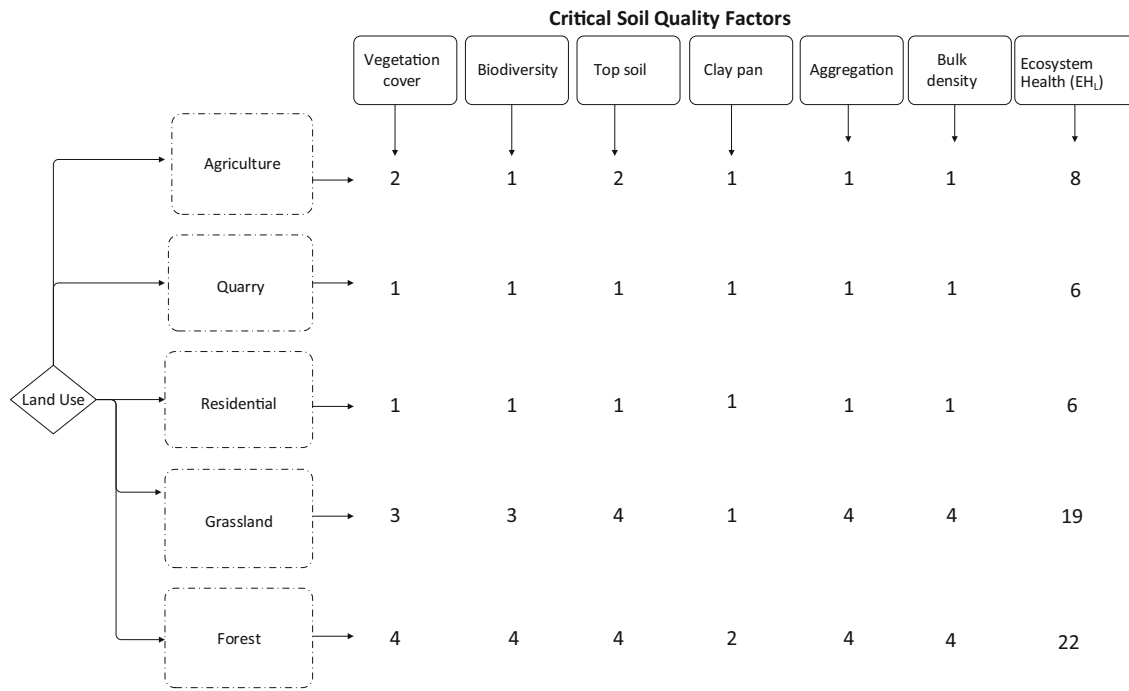 Critical Soil Quality Factors
Vegetation
cover
Biodiversity
Top soil
Clay pan
Aggregation
Bulk
density
Ecosystem
Health (EHL)
Agriculture
2 1 2 1 1 1 8
Quarry
1 1 1 1 1 1 6
Land Use
Residential
1 1 1 1 1 1 6
Grassland
3 3 4 1 4 4 19
Forest
4 4 4 2 4 4 22